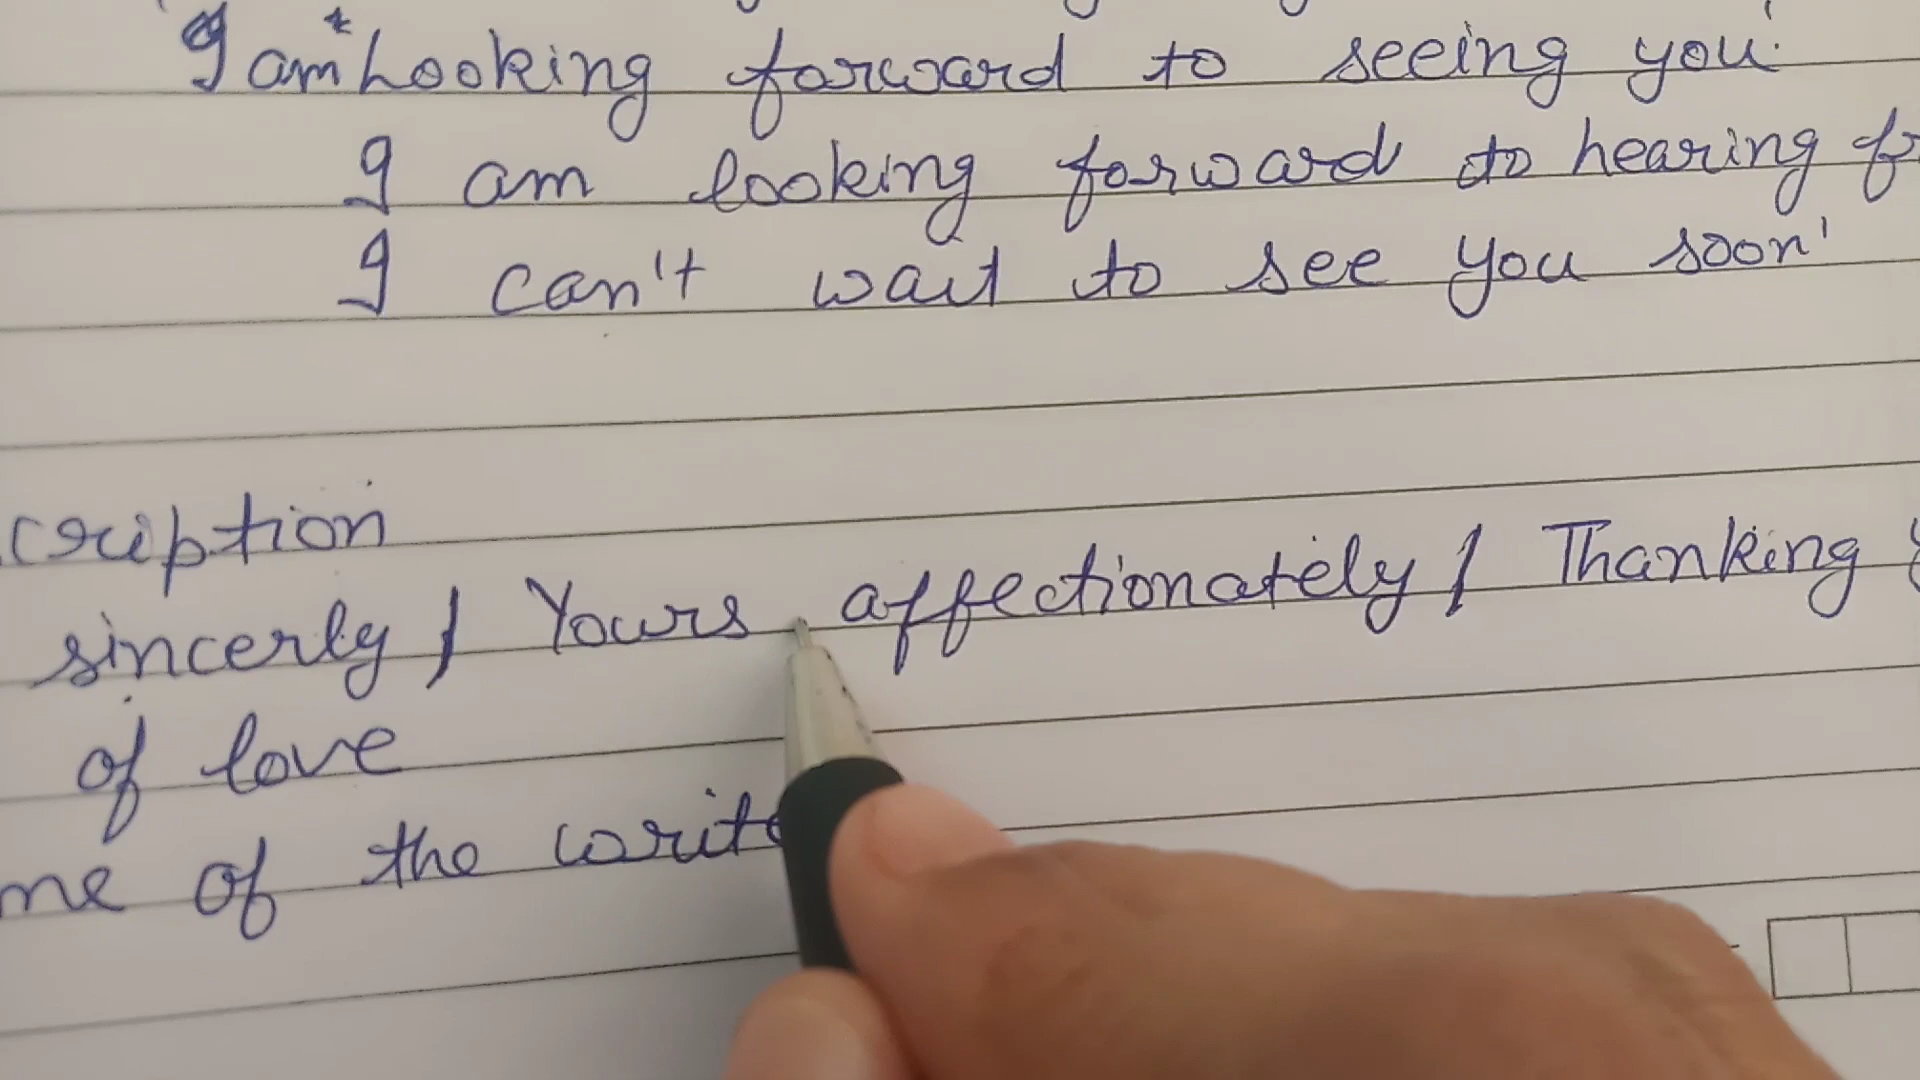 I am Looking forward to seeing you'
I am looking forward to hearing
I can't wait to see you soon'
cription
sincerly / Yours affectionately / Thanking
of love
me of the write